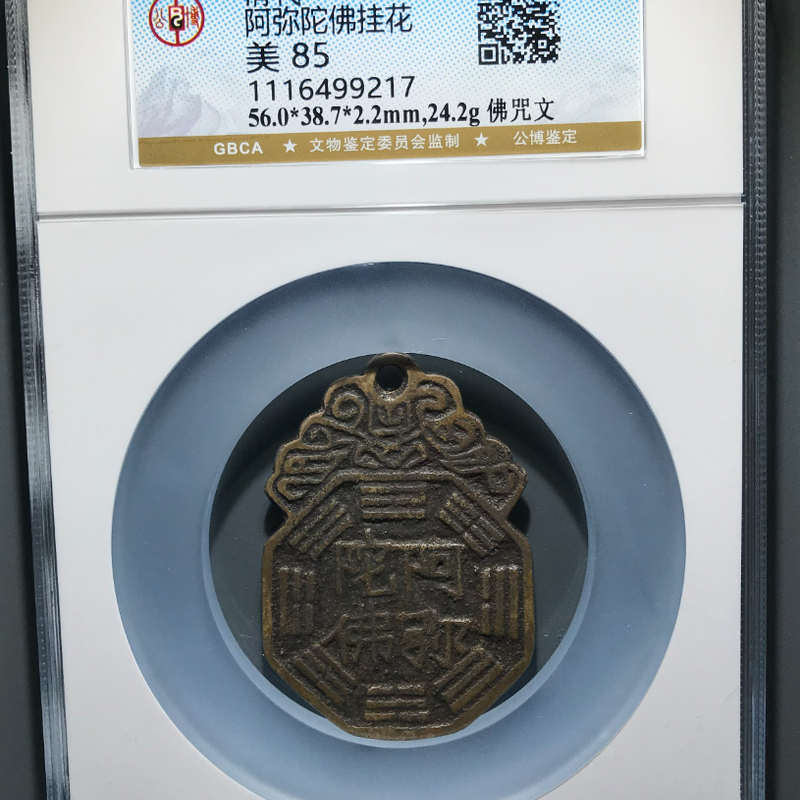 阿弥陀佛挂花
美 85
1116499217
56.0*38.7*2.2mm,24.2g 佛咒文
GBCA ★ 文物鉴定委员会监制 ★ 公博鉴定
公博
阿弥
陀佛